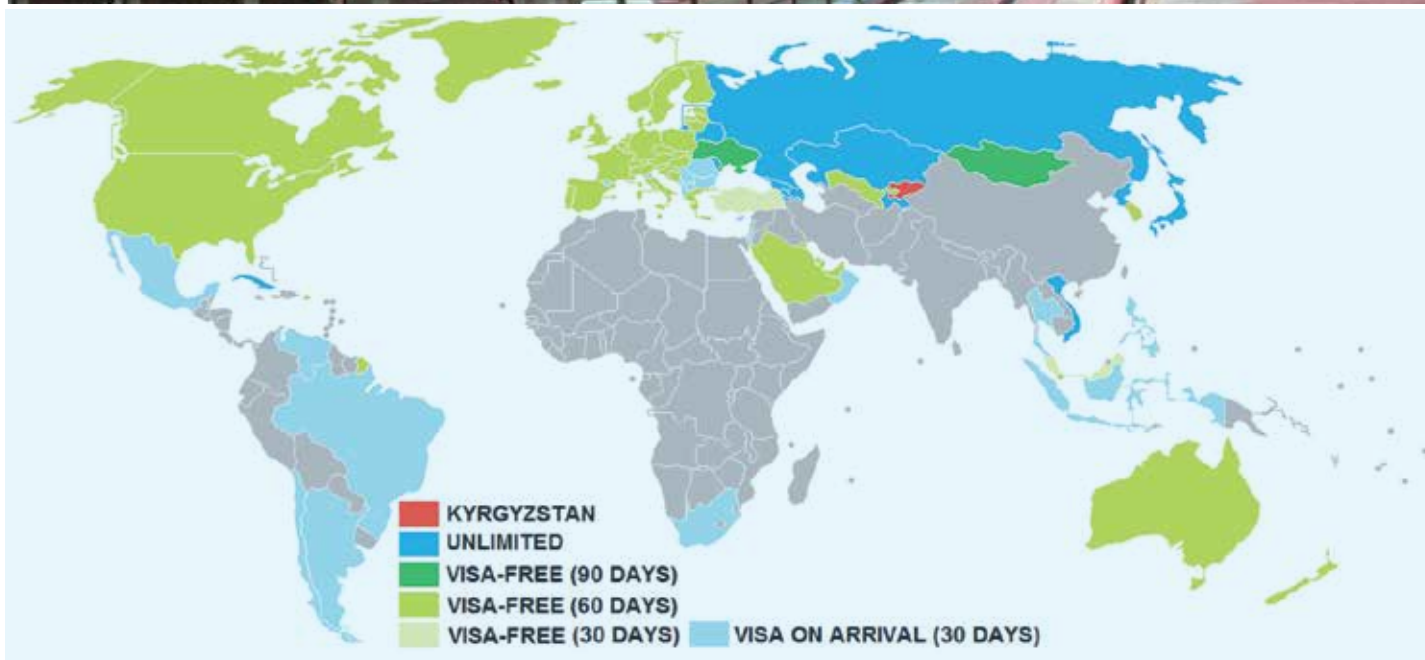 KYRGYZSTAN
UNLIMITED
VISA-FREE (90 DAYS)
VISA-FREE (60 DAYS)
VISA-FREE (30 DAYS) VISA ON ARRIVAL (30 DAYS)